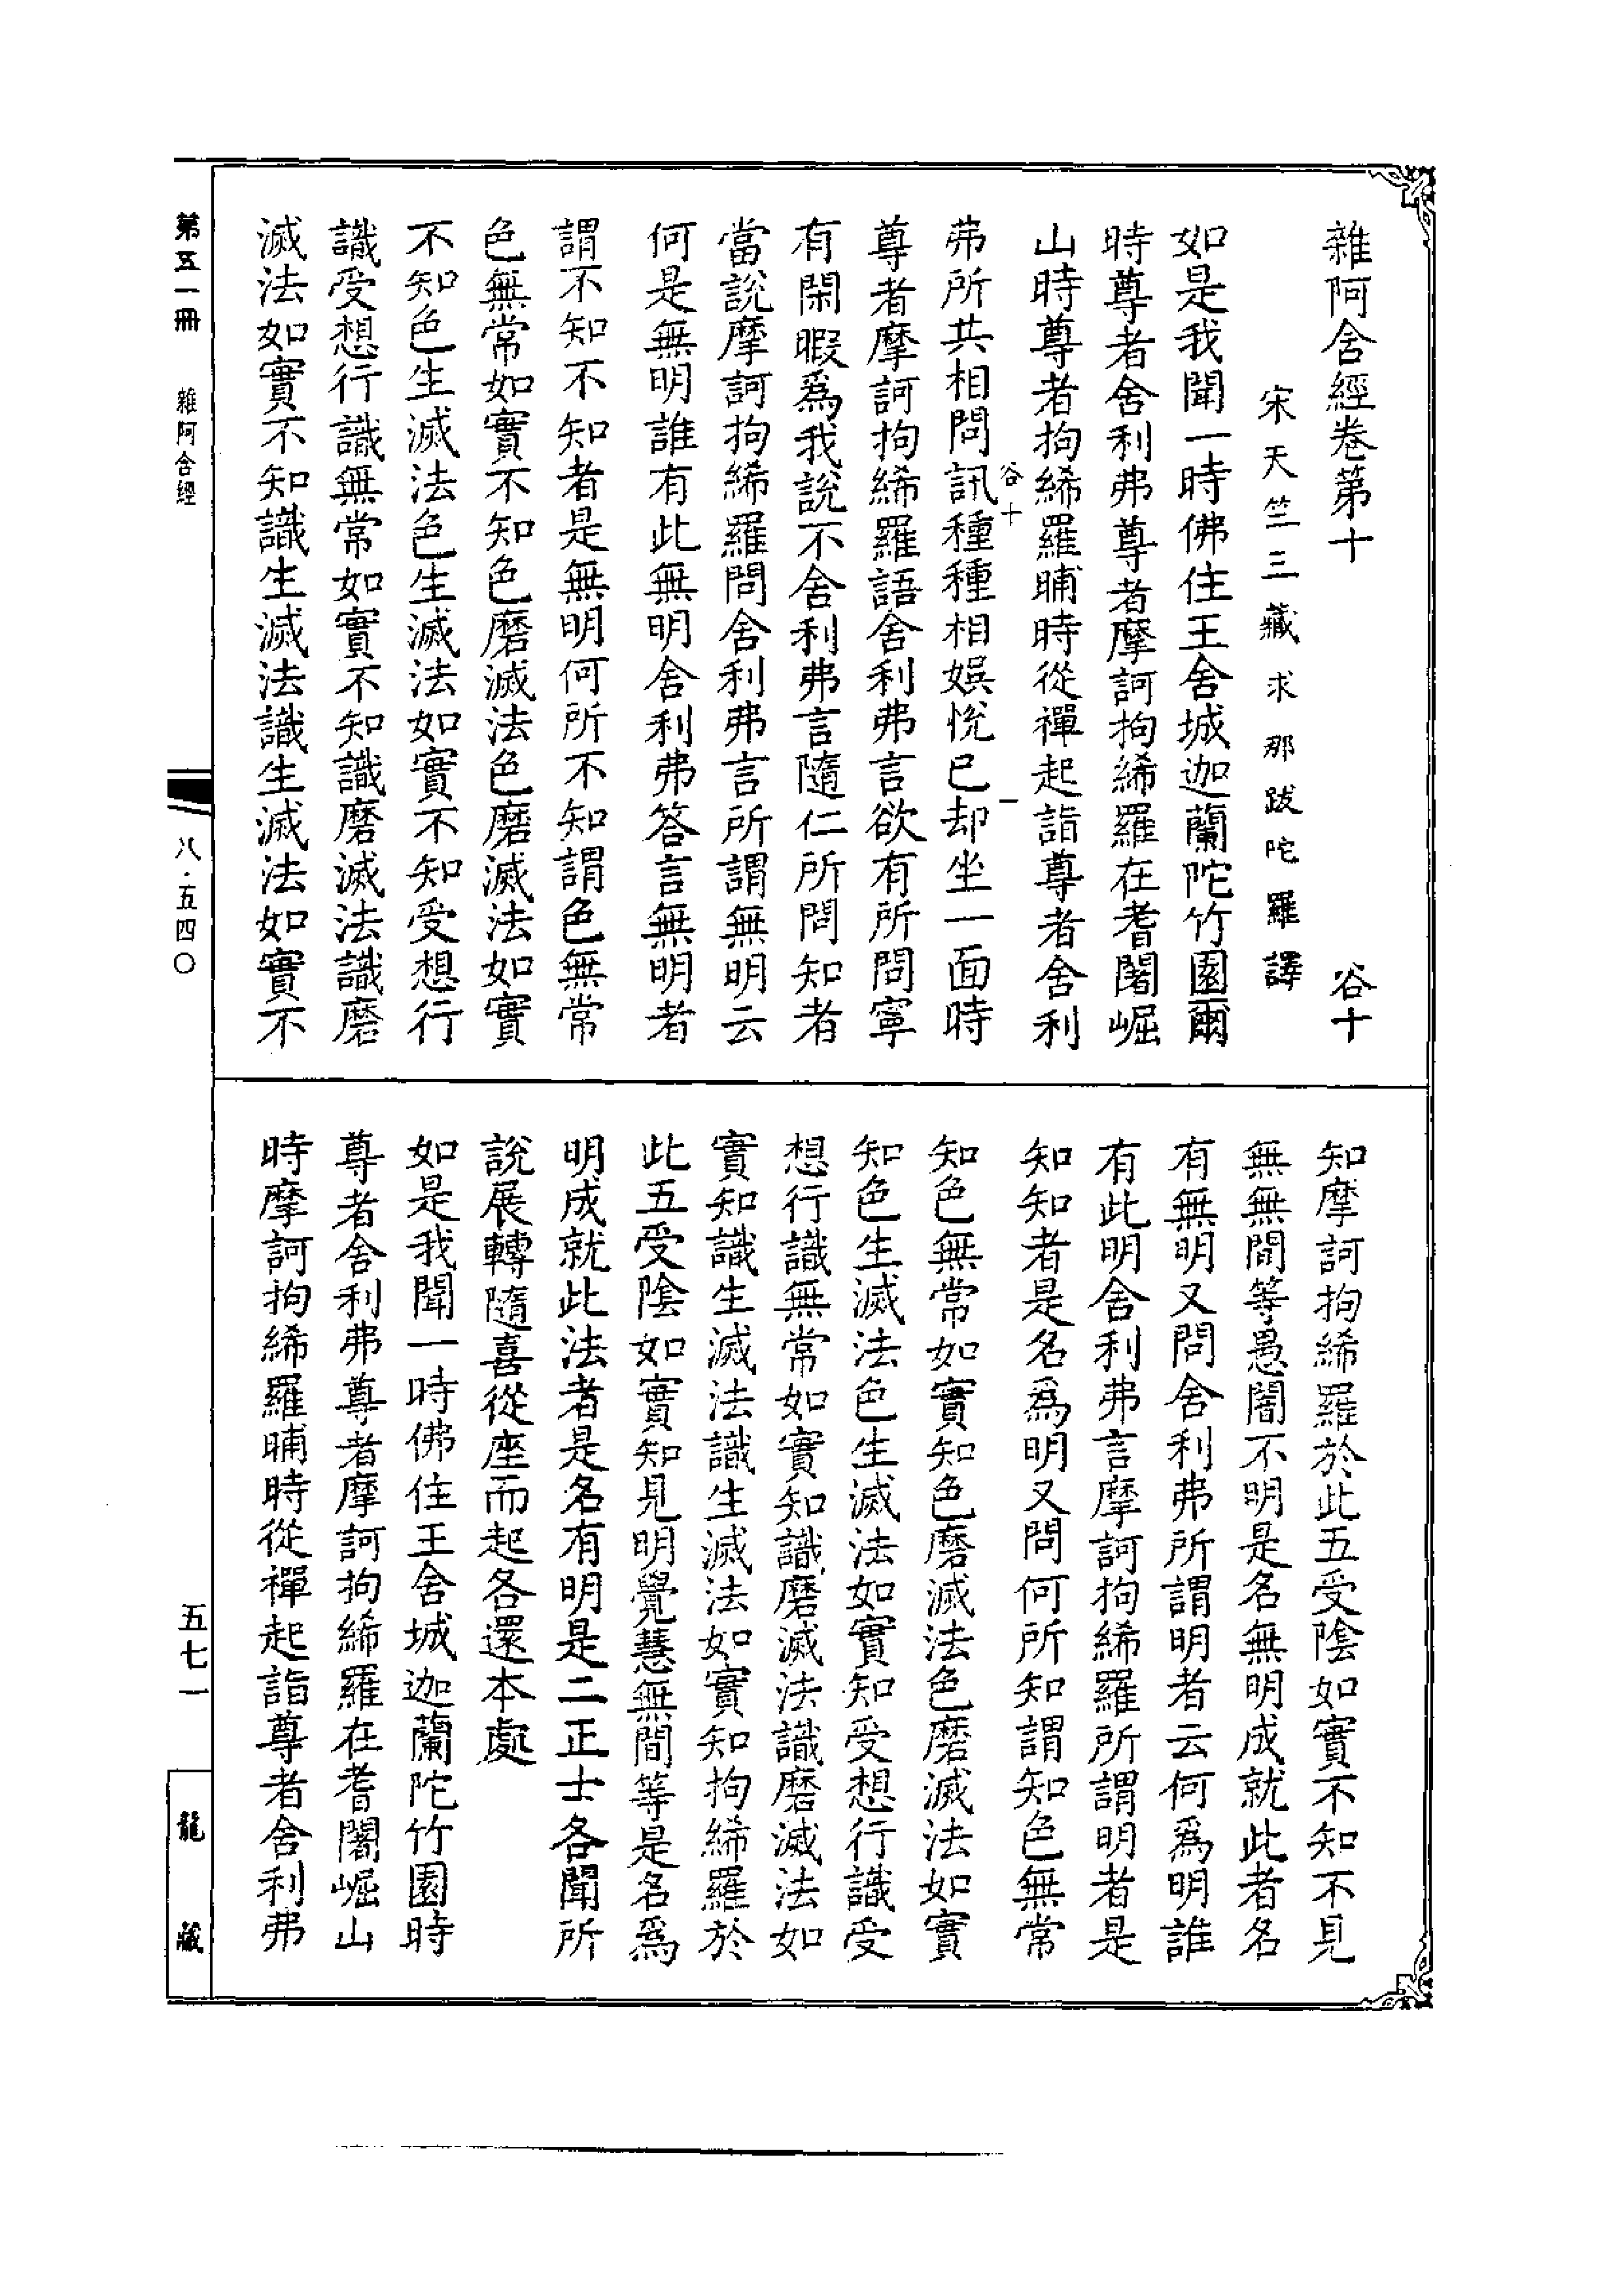 雜阿含經卷第十　谷十
宋天竺三藏求那跋陀羅譯
如是我聞一時佛住王舍城迦蘭陀竹園爾
時尊者舍利弗尊者摩訶拘絺羅在耆闍崛
山時尊者拘絺羅晡時從禪起詣尊者舍利
谷十　一
弗所共相問訊種種相娛悅已却坐一面時
尊者摩訶拘絺羅語舍利弗言欲有所問寧
有閑暇爲我說不舍利弗言隨仁所問知者
當說摩訶拘絺羅問舍利弗言所謂無明云
何是無明誰有此無明舍利弗答言無明者
謂不知不知者是無明何所不知謂色無常
色無常如實不知色磨滅法色磨滅法如實
不知色生滅法色生滅法如實不知受想行
識受想行識無常如實不知識磨滅法識磨
滅法如實不知識生滅法識生滅法如實不
知摩訶拘絺羅於此五受陰如實不知不見
無無間等愚闇不明是名無明成就此者名
有無明又問舍利弗所謂明者云何爲明誰
有此明舍利弗言摩訶拘絺羅所謂明者是
知知者是名爲明又問何所知謂知色無常
知色無常如實知色磨滅法色磨滅法如實
知色生滅法色生滅法如實知受想行識受
想行識無常如實知識磨滅法識磨滅法如
實知識生滅法識生滅法如實知拘絺羅於
此五受陰如實知見明覺慧無間等是名爲
明成就此法者是名有明是二正士各聞所
說展轉隨喜從座而起各還本處
如是我聞一時佛住王舍城迦蘭陀竹園時
尊者舍利弗尊者摩訶拘絺羅在耆闍崛山
時摩訶拘絺羅晡時從禪起詣尊者舍利弗
第五一冊　雜阿含經　八·五四〇　五七一　龍藏